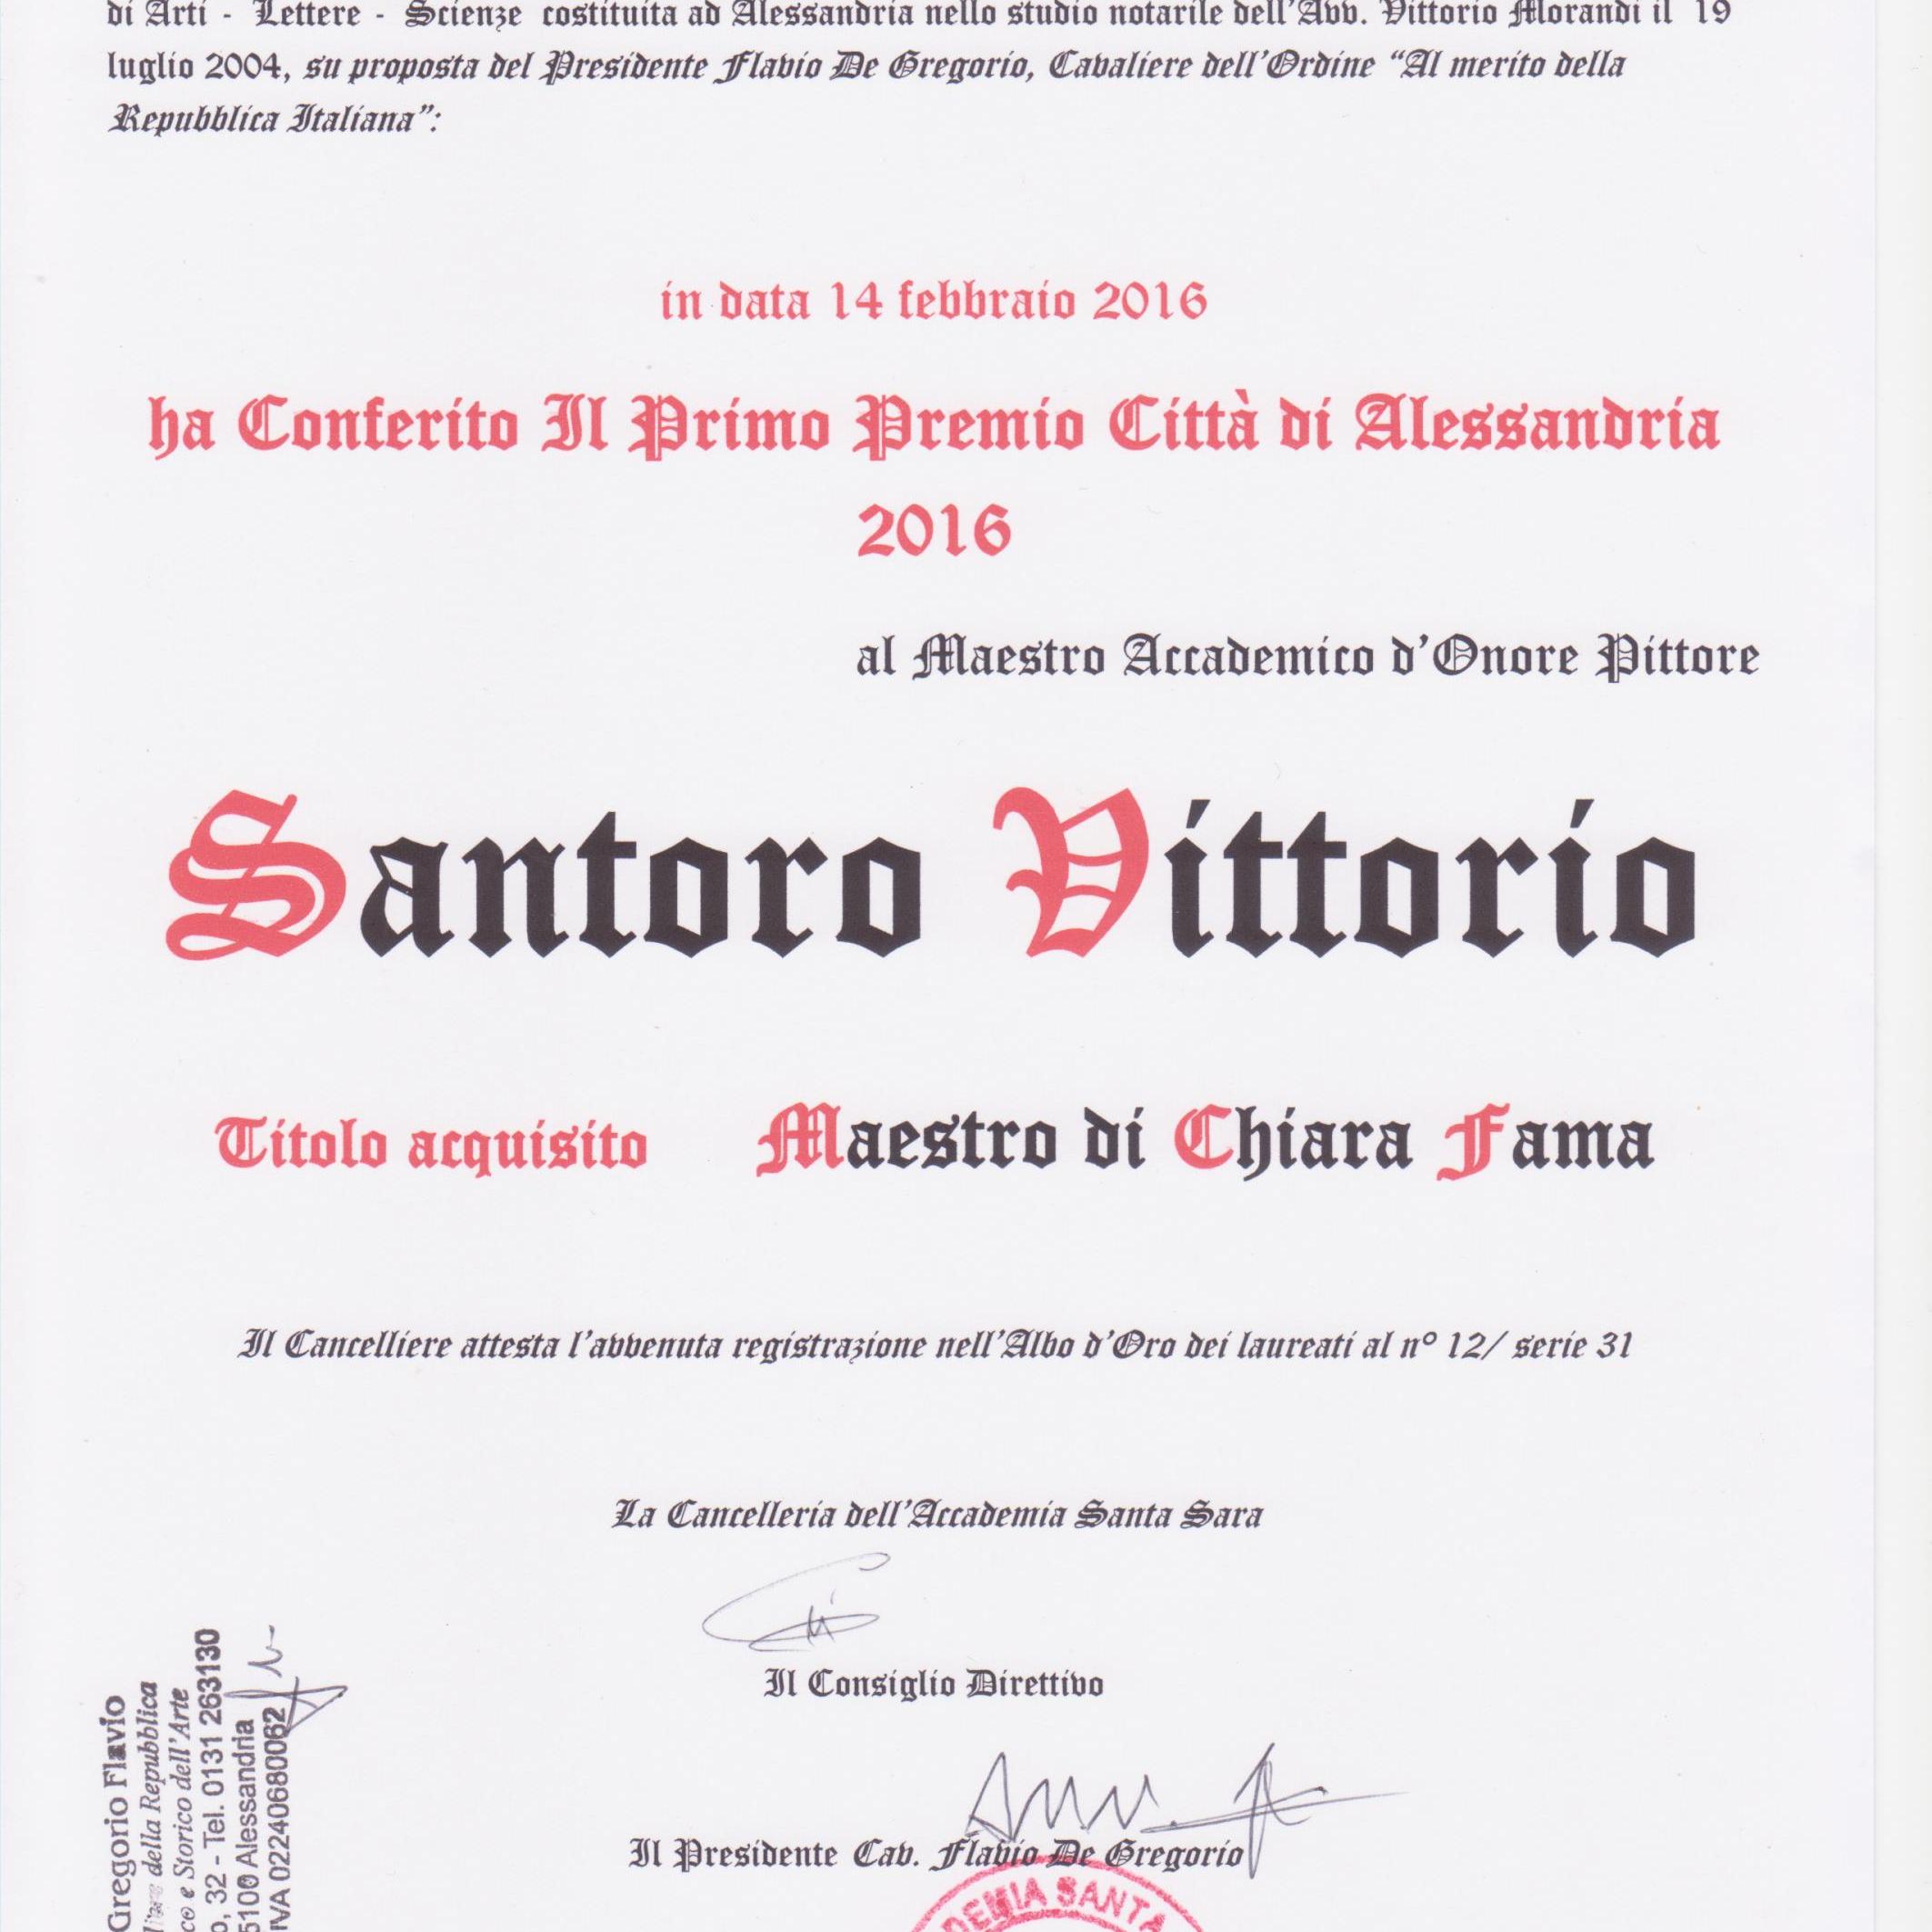 di Arti - Lettere - Scienze costituita ad Alessandria nello studio notarile dell'Avv. Vittorio Morandi il 19
luglio 2004, su proposta del Presidente Flavio De Gregorio, Cavaliere dell'Ordine "Al merito della
Repubblica Italiana":
in data 14 febbraio 2016
ha Conferito Il Primo Premio Città di Alessandria
2016
al Maestro Accademico d'Onore Pittore
Santoro Vittorio
Titolo acquisito Maestro di Chiara Fama
Il Cancelliere attesta l'avvenuta registrazione nell'Albo d'Oro dei laureati al n° 12/ serie 31
La Cancelleria dell'Accademia Santa Sara
Il Consiglio Direttivo
Il Presidente Cav. Flavio De Gregorio
Gregorio Flavio
della Repubblica
e Storico dell'Arte
32 - Tel. 0131 263130
5100 Alessandria
IVA 02240680062
DEMIA SANTA